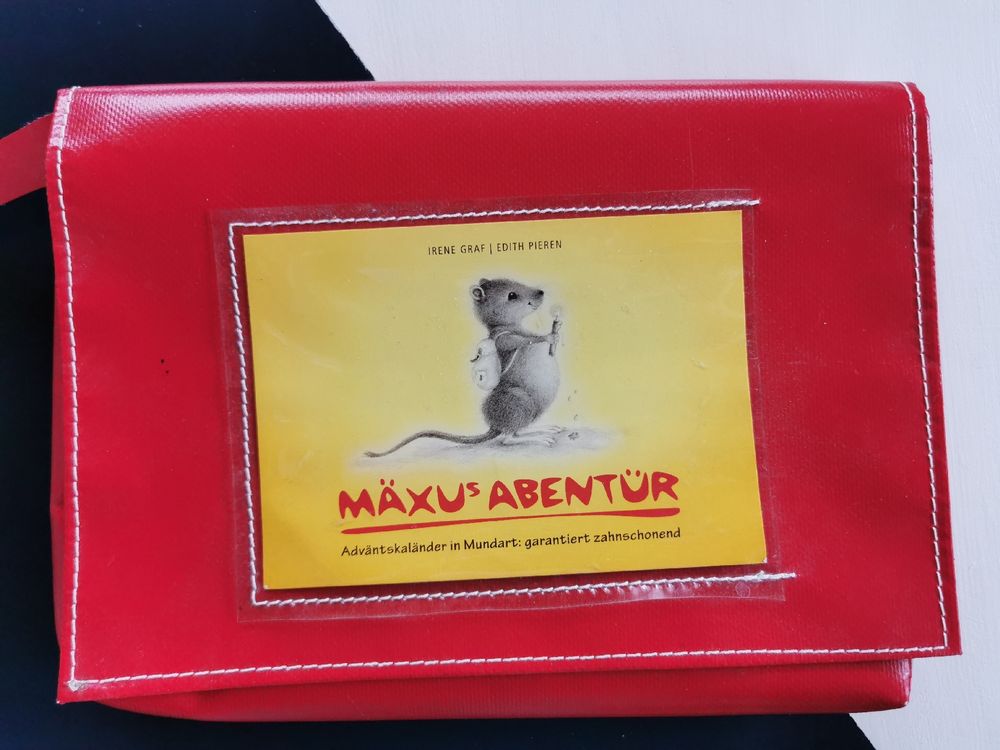 IRENE GRAF | EDITH PIEREN
MÄXUS ABENTÜR
Adväntskaländer in Mundart: garantiert zahnschonend